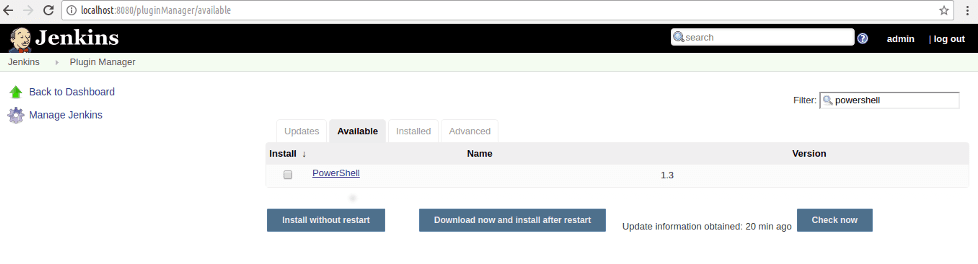 localhost:8080/pluginManager/available
Jenkins
search
admin
| log out
Jenkins
Plugin Manager
Back to Dashboard
Manage Jenkins
Filter:
powershell
Updates
Available
Installed
Advanced
Install ↓
Name
Version
PowerShell
1.3
Install without restart
Download now and install after restart
Update information obtained: 20 min ago
Check now